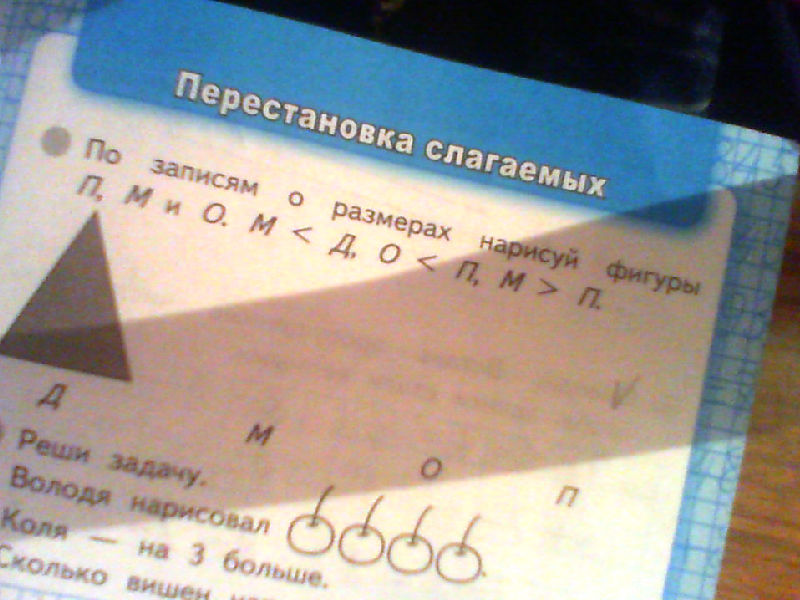 Перестановка слагаемых
По записям о размерах нарисуй фигуры
П, М и О. М < Д, О < П, М > П.
Д М О П
Реши задачу.
Володя нарисовал
Коля — на 3 больше.
Сколько вишен